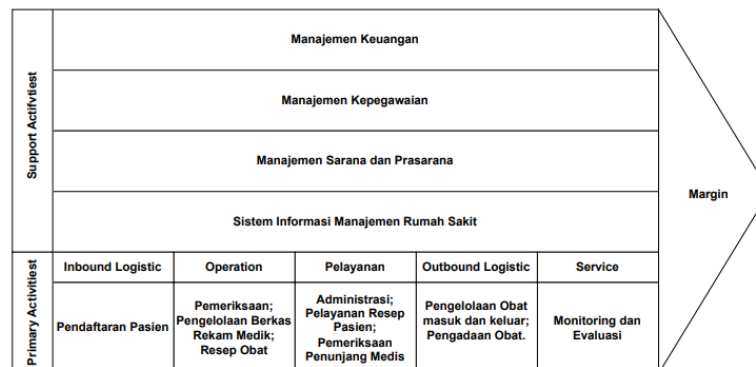 Support Actifvtiest
Manajemen Keuangan
Manajemen Kepegawaian
Manajemen Sarana dan Prasarana
Sistem Informasi Manajemen Rumah Sakit
Margin
Primary Activitiest
Inbound Logistic
Operation
Pelayanan
Outbound Logistic
Service
Pendaftaran Pasien
Pemeriksaan;
Pengelolaan Berkas
Rekam Medik;
Resep Obat
Administrasi;
Pelayanan Resep
Pasien;
Pemeriksaan
Penunjang Medis
Pengelolaan Obat
masuk dan keluar;
Pengadaan Obat.
Monitoring dan
Evaluasi